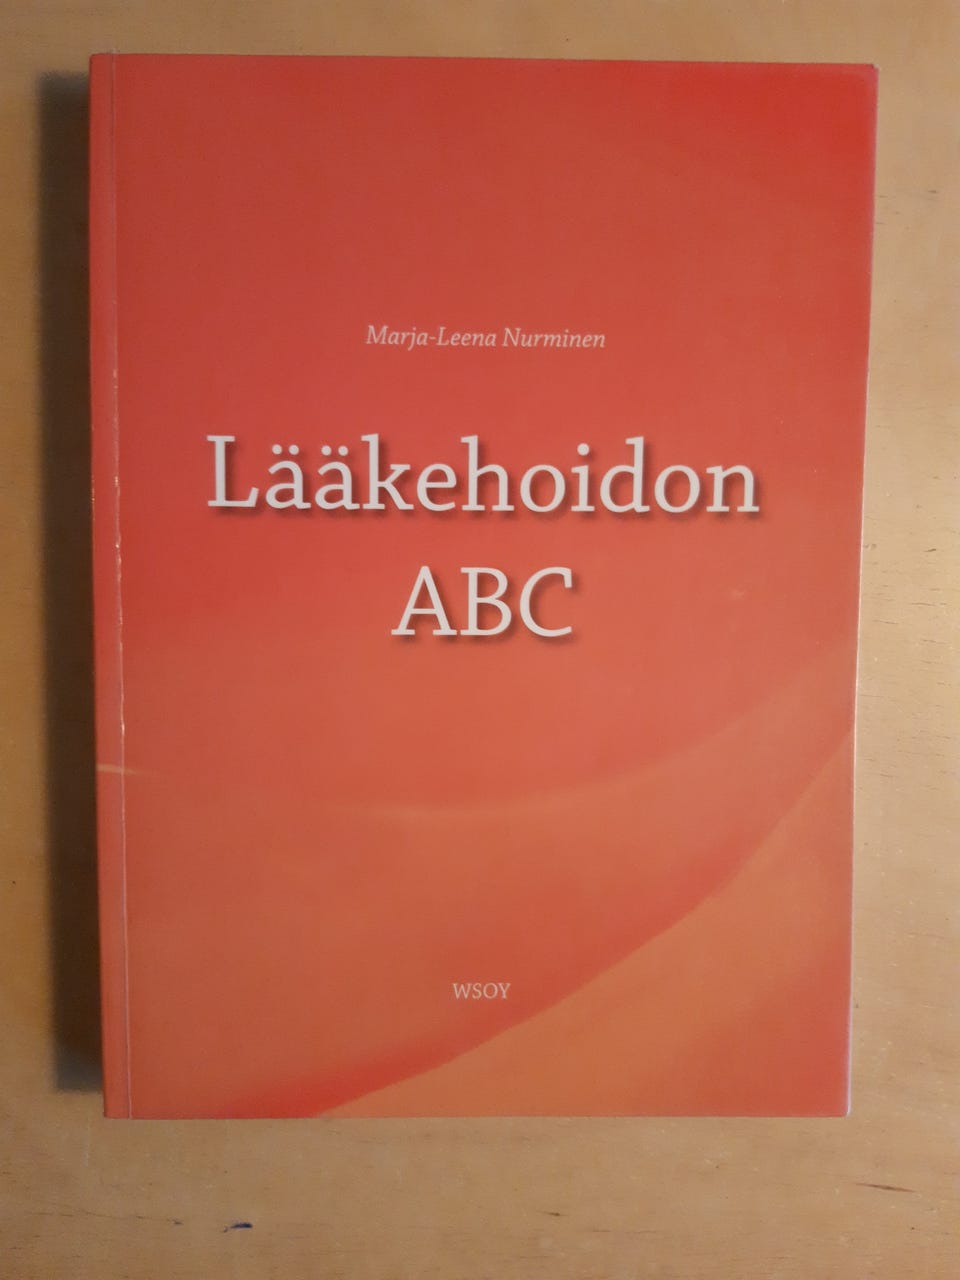 Marja-Leena Nurminen
Lääkehoidon
ABC
WSOY